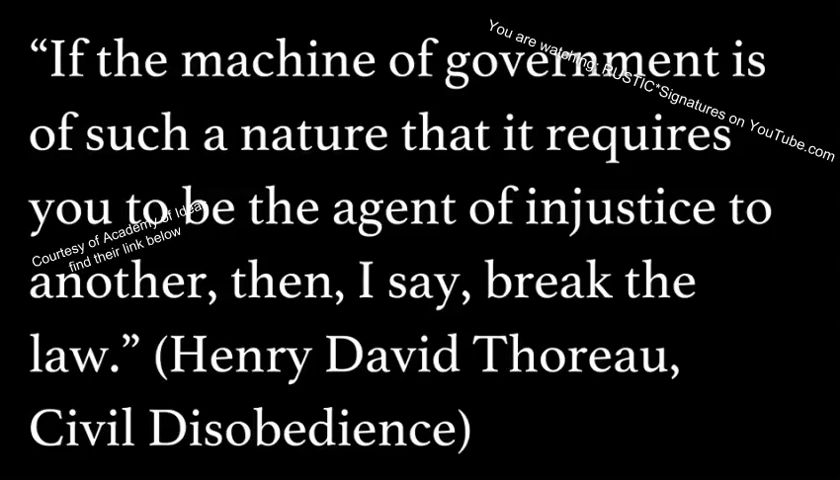 “If the machine of government is
of such a nature that it requires
you to be the agent of injustice to
another, then, I say, break the
law.” (Henry David Thoreau,
Civil Disobedience)
You are watching: RUSTIC*Signatures on YouTube.com
Courtesy of Academy of Ideas
find their link below